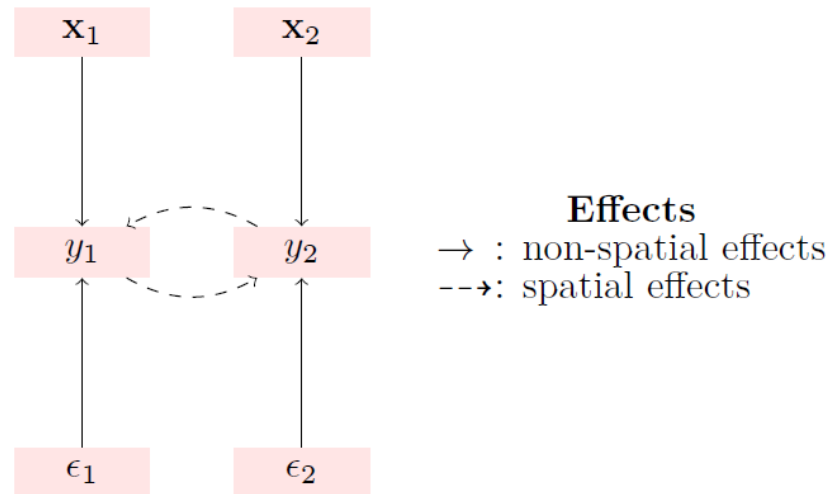 x₁ x₂
y₁ y₂
Effects
→ : non-spatial effects
--→: spatial effects
ϵ₁ ϵ₂